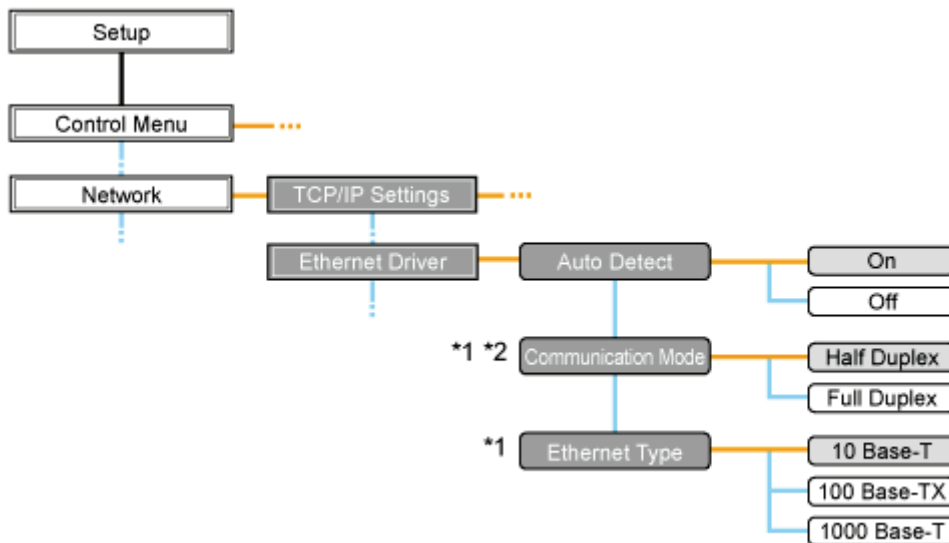 Setup
Control Menu
Network
TCP/IP Settings
Ethernet Driver
Auto Detect
On
Off
*1 *2
Communication Mode
Half Duplex
Full Duplex
*1
Ethernet Type
10 Base-T
100 Base-TX
1000 Base-T